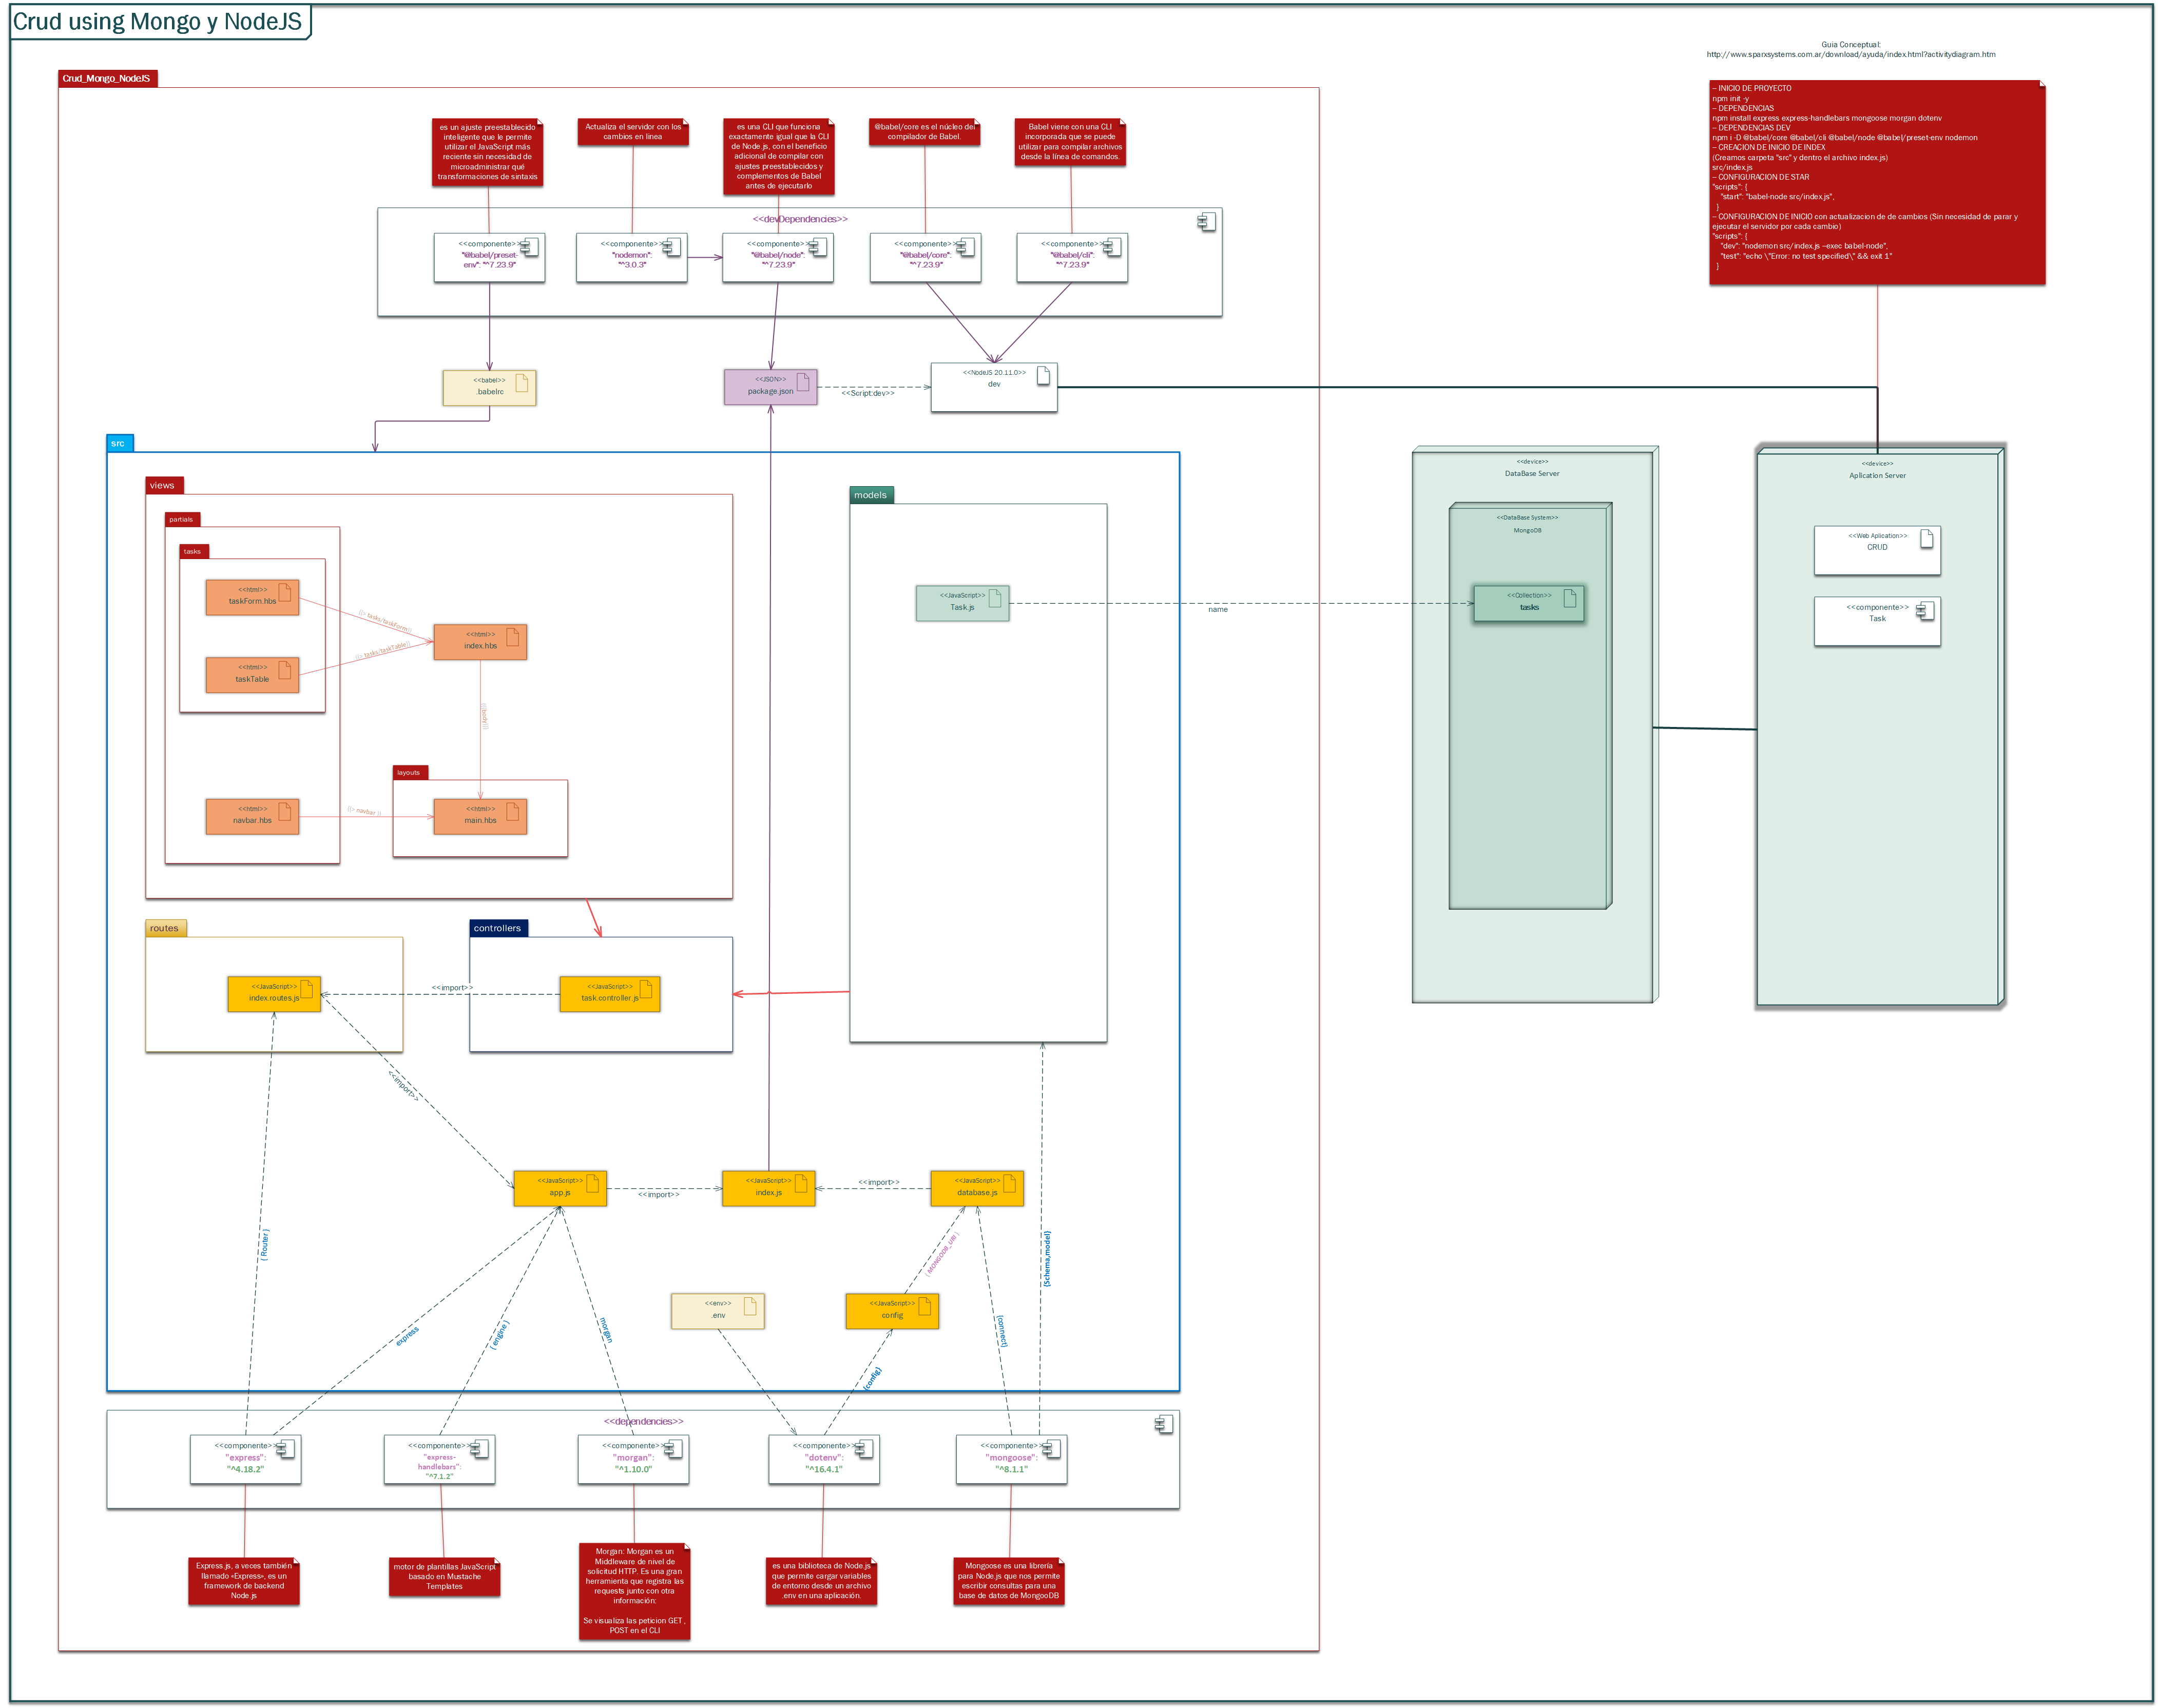 Crud using Mongo y NodeJS
Guia Conceptual:
http://www.sparxsystems.com.ar/download/ayuda/index.html?activitydiagram.htm
-- INICIO DE PROYECTO
npm init -y
-- DEPENDENCIAS
npm install express express-handlebars mongoose morgan dotenv
-- DEPENDENCIAS DEV
npm i -D @babel/core @babel/cli @babel/node @babel/preset-env nodemon
-- CREACION DE INICIO DE INDEX
(Creamos carpeta "src" y dentro el archivo index.js)
src/index.js
-- CONFIGURACION DE STAR
"scripts": {
"start": "babel-node src/index.js",
}
-- CONFIGURACION DE INICIO con actualizacion de de cambios (Sin necesidad de parar y
ejecutar el servidor por cada cambio)
"scripts": {
"dev": "nodemon src/index.js --exec babel-node",
"test": "echo \"Error: no test specified\" && exit 1"
}
Crud_Mongo_NodeJS
es un ajuste preestablecido
inteligente que le permite
utilizar el JavaScript más
reciente sin necesidad de
microadministrar qué
transformaciones de sintaxis
Actualiza el servidor con los
cambios en linea
es una CLI que funciona
exactamente igual que la CLI
de Node.js, con el beneficio
adicional de compilar con
ajustes preestablecidos y
complementos de Babel
antes de ejecutarlo
@babel/core es el núcleo del
compilador de Babel.
Babel viene con una CLI
incorporada que se puede
utilizar para compilar archivos
desde la línea de comandos.
<<devDependencies>>
<<componente>>
"@babel/preset-
env": "^7.23.9"
<<componente>>
"nodemon":
"^3.0.3"
<<componente>>
"@babel/node":
"^7.23.9"
<<componente>>
"@babel/core":
"^7.23.9"
<<componente>>
"@babel/cli":
"^7.23.9"
<<babel>>
.babelrc
<<JSON>>
package.json
<<Script:dev>>
<<NodeJS 20.11.0>>
dev
src
views
partials
tasks
<<html>>
taskForm.hbs
{{> tasks/taskForm}}
<<html>>
taskTable
{{> tasks/taskTable}}
<<html>>
index.hbs
{{{body}}}
layouts
<<html>>
navbar.hbs
{{> navbar }}
<<html>>
main.hbs
models
<<JavaScript>>
Task.js
name
<<device>>
DataBase Server
<<DataBase System>>
MongoDB
<<Collection>>
tasks
<<device>>
Aplication Server
<<Web Aplication>>
CRUD
<<componente>>
Task
routes
<<JavaScript>>
index.routes.js
<<import>>
controllers
<<JavaScript>>
task.controller.js
<<import>>
<<JavaScript>>
app.js
<<import>>
<<JavaScript>>
index.js
<<import>>
<<JavaScript>>
database.js
{ Router }
express
{ engine }
morgan
<<env>>
.env
<<JavaScript>>
config
{ MONGODB_URI }
{config}
{connect}
{Schema,model}
<<dependencies>>
<<componente>>
"express":
"^4.18.2"
<<componente>>
"express-
handlebars":
"^7.1.2"
<<componente>>
"morgan":
"^1.10.0"
<<componente>>
"dotenv":
"^16.4.1"
<<componente>>
"mongoose":
"^8.1.1"
Express.js, a veces también
llamado «Express», es un
framework de backend
Node.js
motor de plantillas JavaScript
basado en Mustache
Templates
Morgan: Morgan es un
Middleware de nivel de
solicitud HTTP. Es una gran
herramienta que registra las
requests junto con otra
información:
Se visualiza las peticion GET ,
POST en el CLI
es una biblioteca de Node.js
que permite cargar variables
de entorno desde un archivo
.env en una aplicación.
Mongoose es una librería
para Node.js que nos permite
escribir consultas para una
base de datos de MongooDB